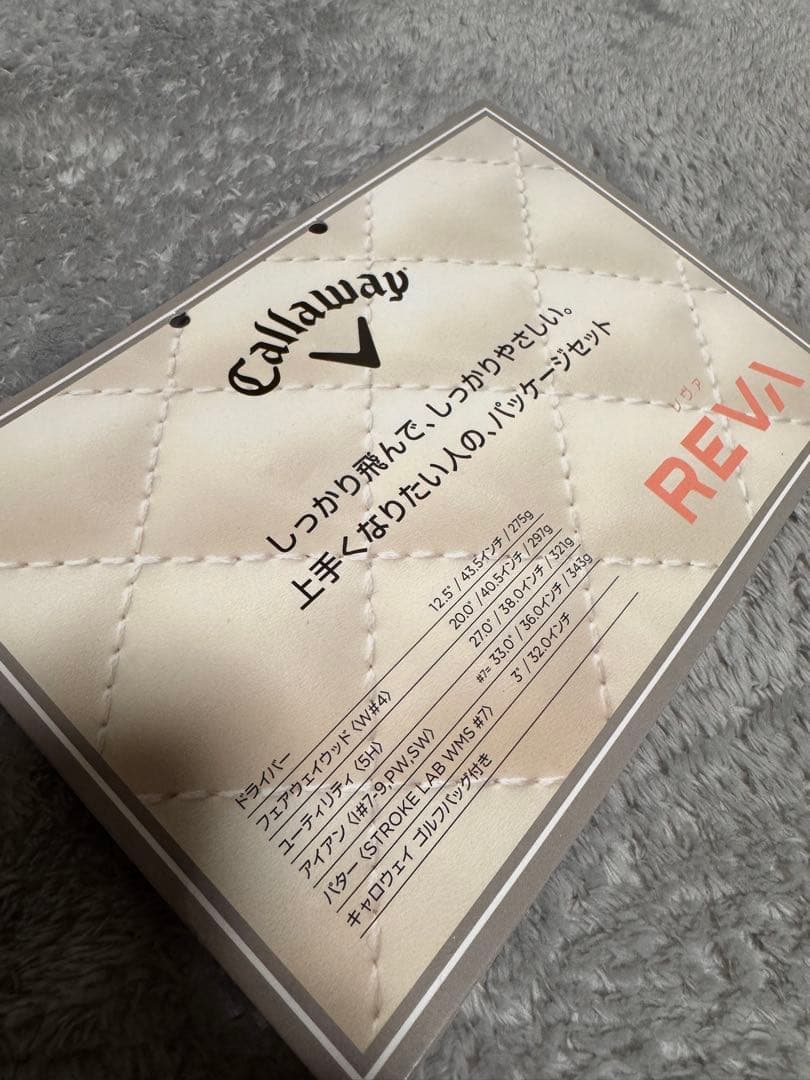 Callaway
しっかり飛んで、しっかりやさしい。
上手くなりたい人の、パッケージセット
レヴァ
REVA
ドライバー 12.5° / 43.5インチ / 275g
フェアウェイウッド〈W#4〉 20.0° / 40.5インチ / 297g
ユーティリティ〈5H〉 27.0° / 38.0インチ / 321g
アイアン〈I#7-9,PW,SW〉 #7= 33.0° / 36.0インチ / 343g
パター〈STROKE LAB WMS #7〉 3° / 32.0インチ
キャロウェイ ゴルフバッグ付き